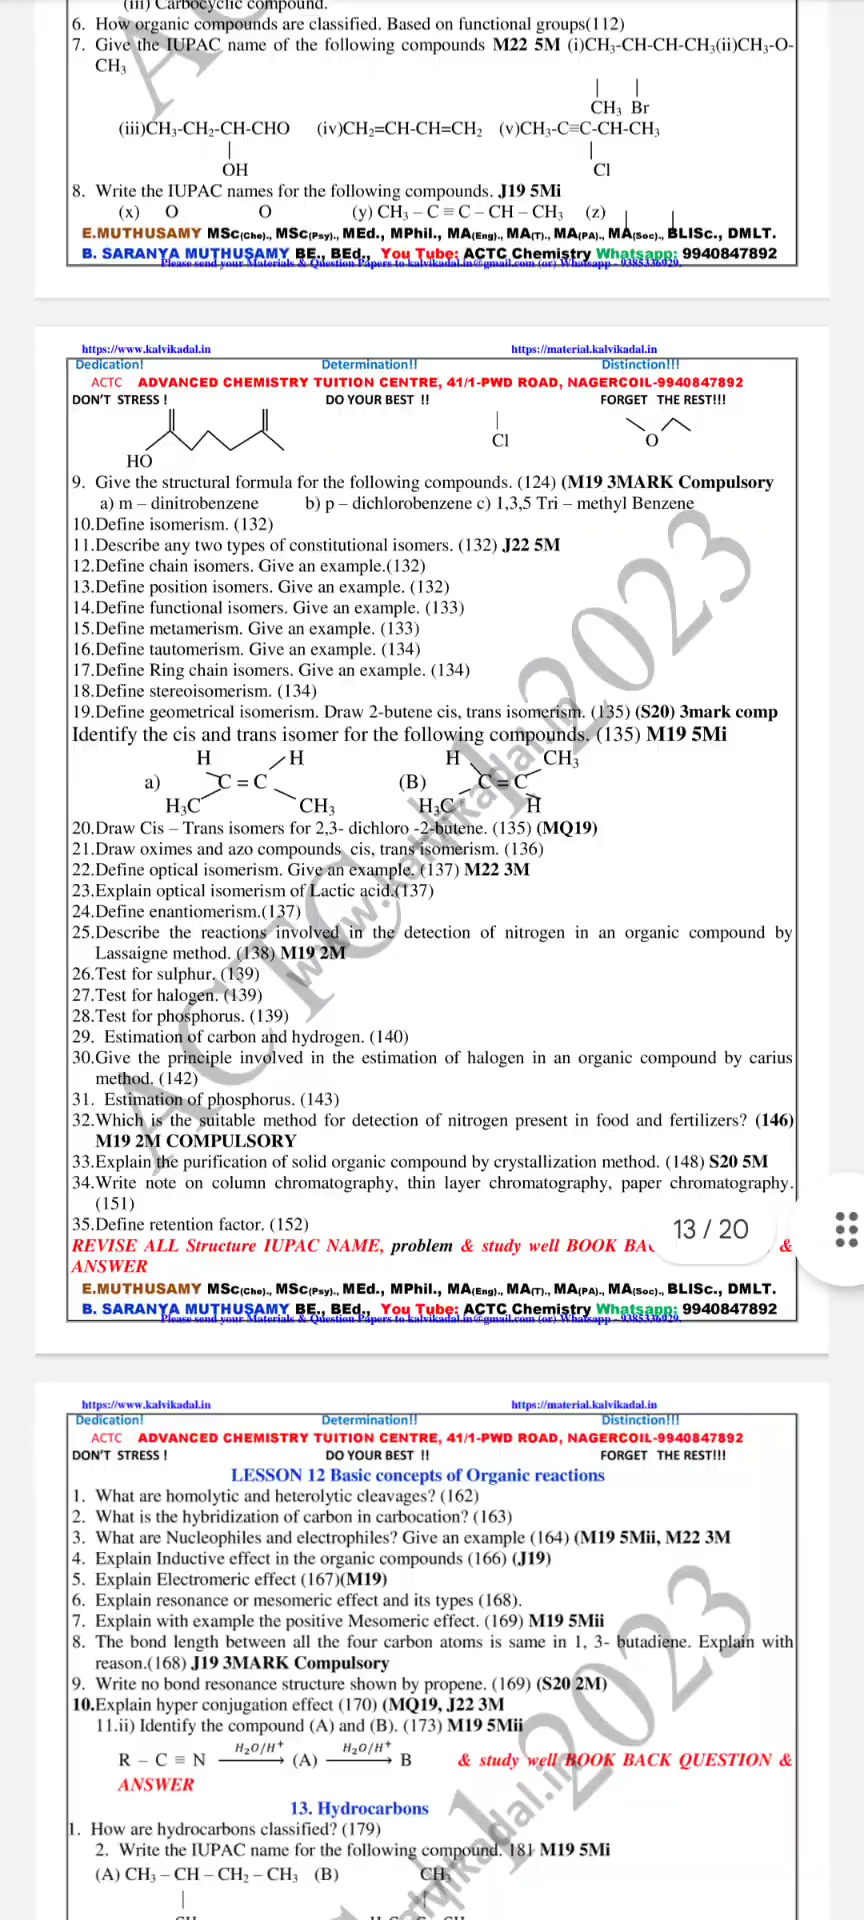 (iii) Carbocyclic compound.
6. How organic compounds are classified. Based on functional groups(112)
7. Give the IUPAC name of the following compounds M22 5M (i)CH3-CH-CH-CH3(ii)CH3-O-
CH3
| |
CH3 Br
(iii)CH3-CH2-CH-CHO (iv)CH2=CH-CH=CH2 (v)CH3-C≡C-CH-CH3
| |
OH Cl
8. Write the IUPAC names for the following compounds. J19 5Mi
(x) O O (y) CH3 – C ≡ C – CH – CH3 (z)
E.MUTHUSAMY MSc(Che)., MSc(Psy)., MEd., MPhil., MA(Eng)., MA(T)., MA(PA)., MA(Soc)., BLISc., DMLT.
B. SARANYA MUTHUSAMY BE., BEd., You Tube: ACTC Chemistry Whatsapp: 9940847892
Please send your Materials & Question Papers to kalvikadal.in@gmail.com (or) Whatsapp - 9385336929.
https://www.kalvikadal.in https://material.kalvikadal.in
Dedication! Determination!! Distinction!!!
ACTC ADVANCED CHEMISTRY TUITION CENTRE, 41/1-PWD ROAD, NAGERCOIL-9940847892
DON'T STRESS ! DO YOUR BEST !! FORGET THE REST!!!
|
Cl O
HO
9. Give the structural formula for the following compounds. (124) (M19 3MARK Compulsory
a) m – dinitrobenzene b) p – dichlorobenzene c) 1,3,5 Tri – methyl Benzene
10.Define isomerism. (132)
11.Describe any two types of constitutional isomers. (132) J22 5M
12.Define chain isomers. Give an example.(132)
13.Define position isomers. Give an example. (132)
14.Define functional isomers. Give an example. (133)
15.Define metamerism. Give an example. (133)
16.Define tautomerism. Give an example. (134)
17.Define Ring chain isomers. Give an example. (134)
18.Define stereoisomerism. (134)
19.Define geometrical isomerism. Draw 2-butene cis, trans isomerism. (135) (S20) 3mark comp
Identify the cis and trans isomer for the following compounds. (135) M19 5Mi
H H H CH3
a) C = C (B) C = C
H3C CH3 H3C H
20.Draw Cis – Trans isomers for 2,3- dichloro -2-butene. (135) (MQ19)
21.Draw oximes and azo compounds cis, trans isomerism. (136)
22.Define optical isomerism. Give an example. (137) M22 3M
23.Explain optical isomerism of Lactic acid.(137)
24.Define enantiomerism.(137)
25.Describe the reactions involved in the detection of nitrogen in an organic compound by
Lassaigne method. (138) M19 2M
26.Test for sulphur. (139)
27.Test for halogen. (139)
28.Test for phosphorus. (139)
29. Estimation of carbon and hydrogen. (140)
30.Give the principle involved in the estimation of halogen in an organic compound by carius
method. (142)
31. Estimation of phosphorus. (143)
32.Which is the suitable method for detection of nitrogen present in food and fertilizers? (146)
M19 2M COMPULSORY
33.Explain the purification of solid organic compound by crystallization method. (148) S20 5M
34.Write note on column chromatography, thin layer chromatography, paper chromatography.
(151)
35.Define retention factor. (152)
13 / 20
REVISE ALL Structure IUPAC NAME, problem & study well BOOK &
ANSWER
E.MUTHUSAMY MSc(Che)., MSc(Psy)., MEd., MPhil., MA(Eng)., MA(T)., MA(PA)., MA(Soc)., BLISc., DMLT.
B. SARANYA MUTHUSAMY BE., BEd., You Tube: ACTC Chemistry Whatsapp: 9940847892
Please send your Materials & Question Papers to kalvikadal.in@gmail.com (or) Whatsapp - 9385336929.
https://www.kalvikadal.in https://material.kalvikadal.in
Dedication! Determination!! Distinction!!!
ACTC ADVANCED CHEMISTRY TUITION CENTRE, 41/1-PWD ROAD, NAGERCOIL-9940847892
DON'T STRESS ! DO YOUR BEST !! FORGET THE REST!!!
LESSON 12 Basic concepts of Organic reactions
1. What are homolytic and heterolytic cleavages? (162)
2. What is the hybridization of carbon in carbocation? (163)
3. What are Nucleophiles and electrophiles? Give an example (164) (M19 5Mii, M22 3M
4. Explain Inductive effect in the organic compounds (166) (J19)
5. Explain Electromeric effect (167)(M19)
6. Explain resonance or mesomeric effect and its types (168).
7. Explain with example the positive Mesomeric effect. (169) M19 5Mii
8. The bond length between all the four carbon atoms is same in 1, 3- butadiene. Explain with
reason.(168) J19 3MARK Compulsory
9. Write no bond resonance structure shown by propene. (169) (S20 2M)
10.Explain hyper conjugation effect (170) (MQ19, J22 3M
11.ii) Identify the compound (A) and (B). (173) M19 5Mii
H2O/H+ H2O/H+
R – C ≡ N (A) B & study well BOOK BACK QUESTION &
ANSWER
13. Hydrocarbons
1. How are hydrocarbons classified? (179)
2. Write the IUPAC name for the following compound. 181 M19 5Mi
(A) CH3 – CH – CH2 – CH3 (B) CH3
ACTC
www.kalvikadal.in
2023